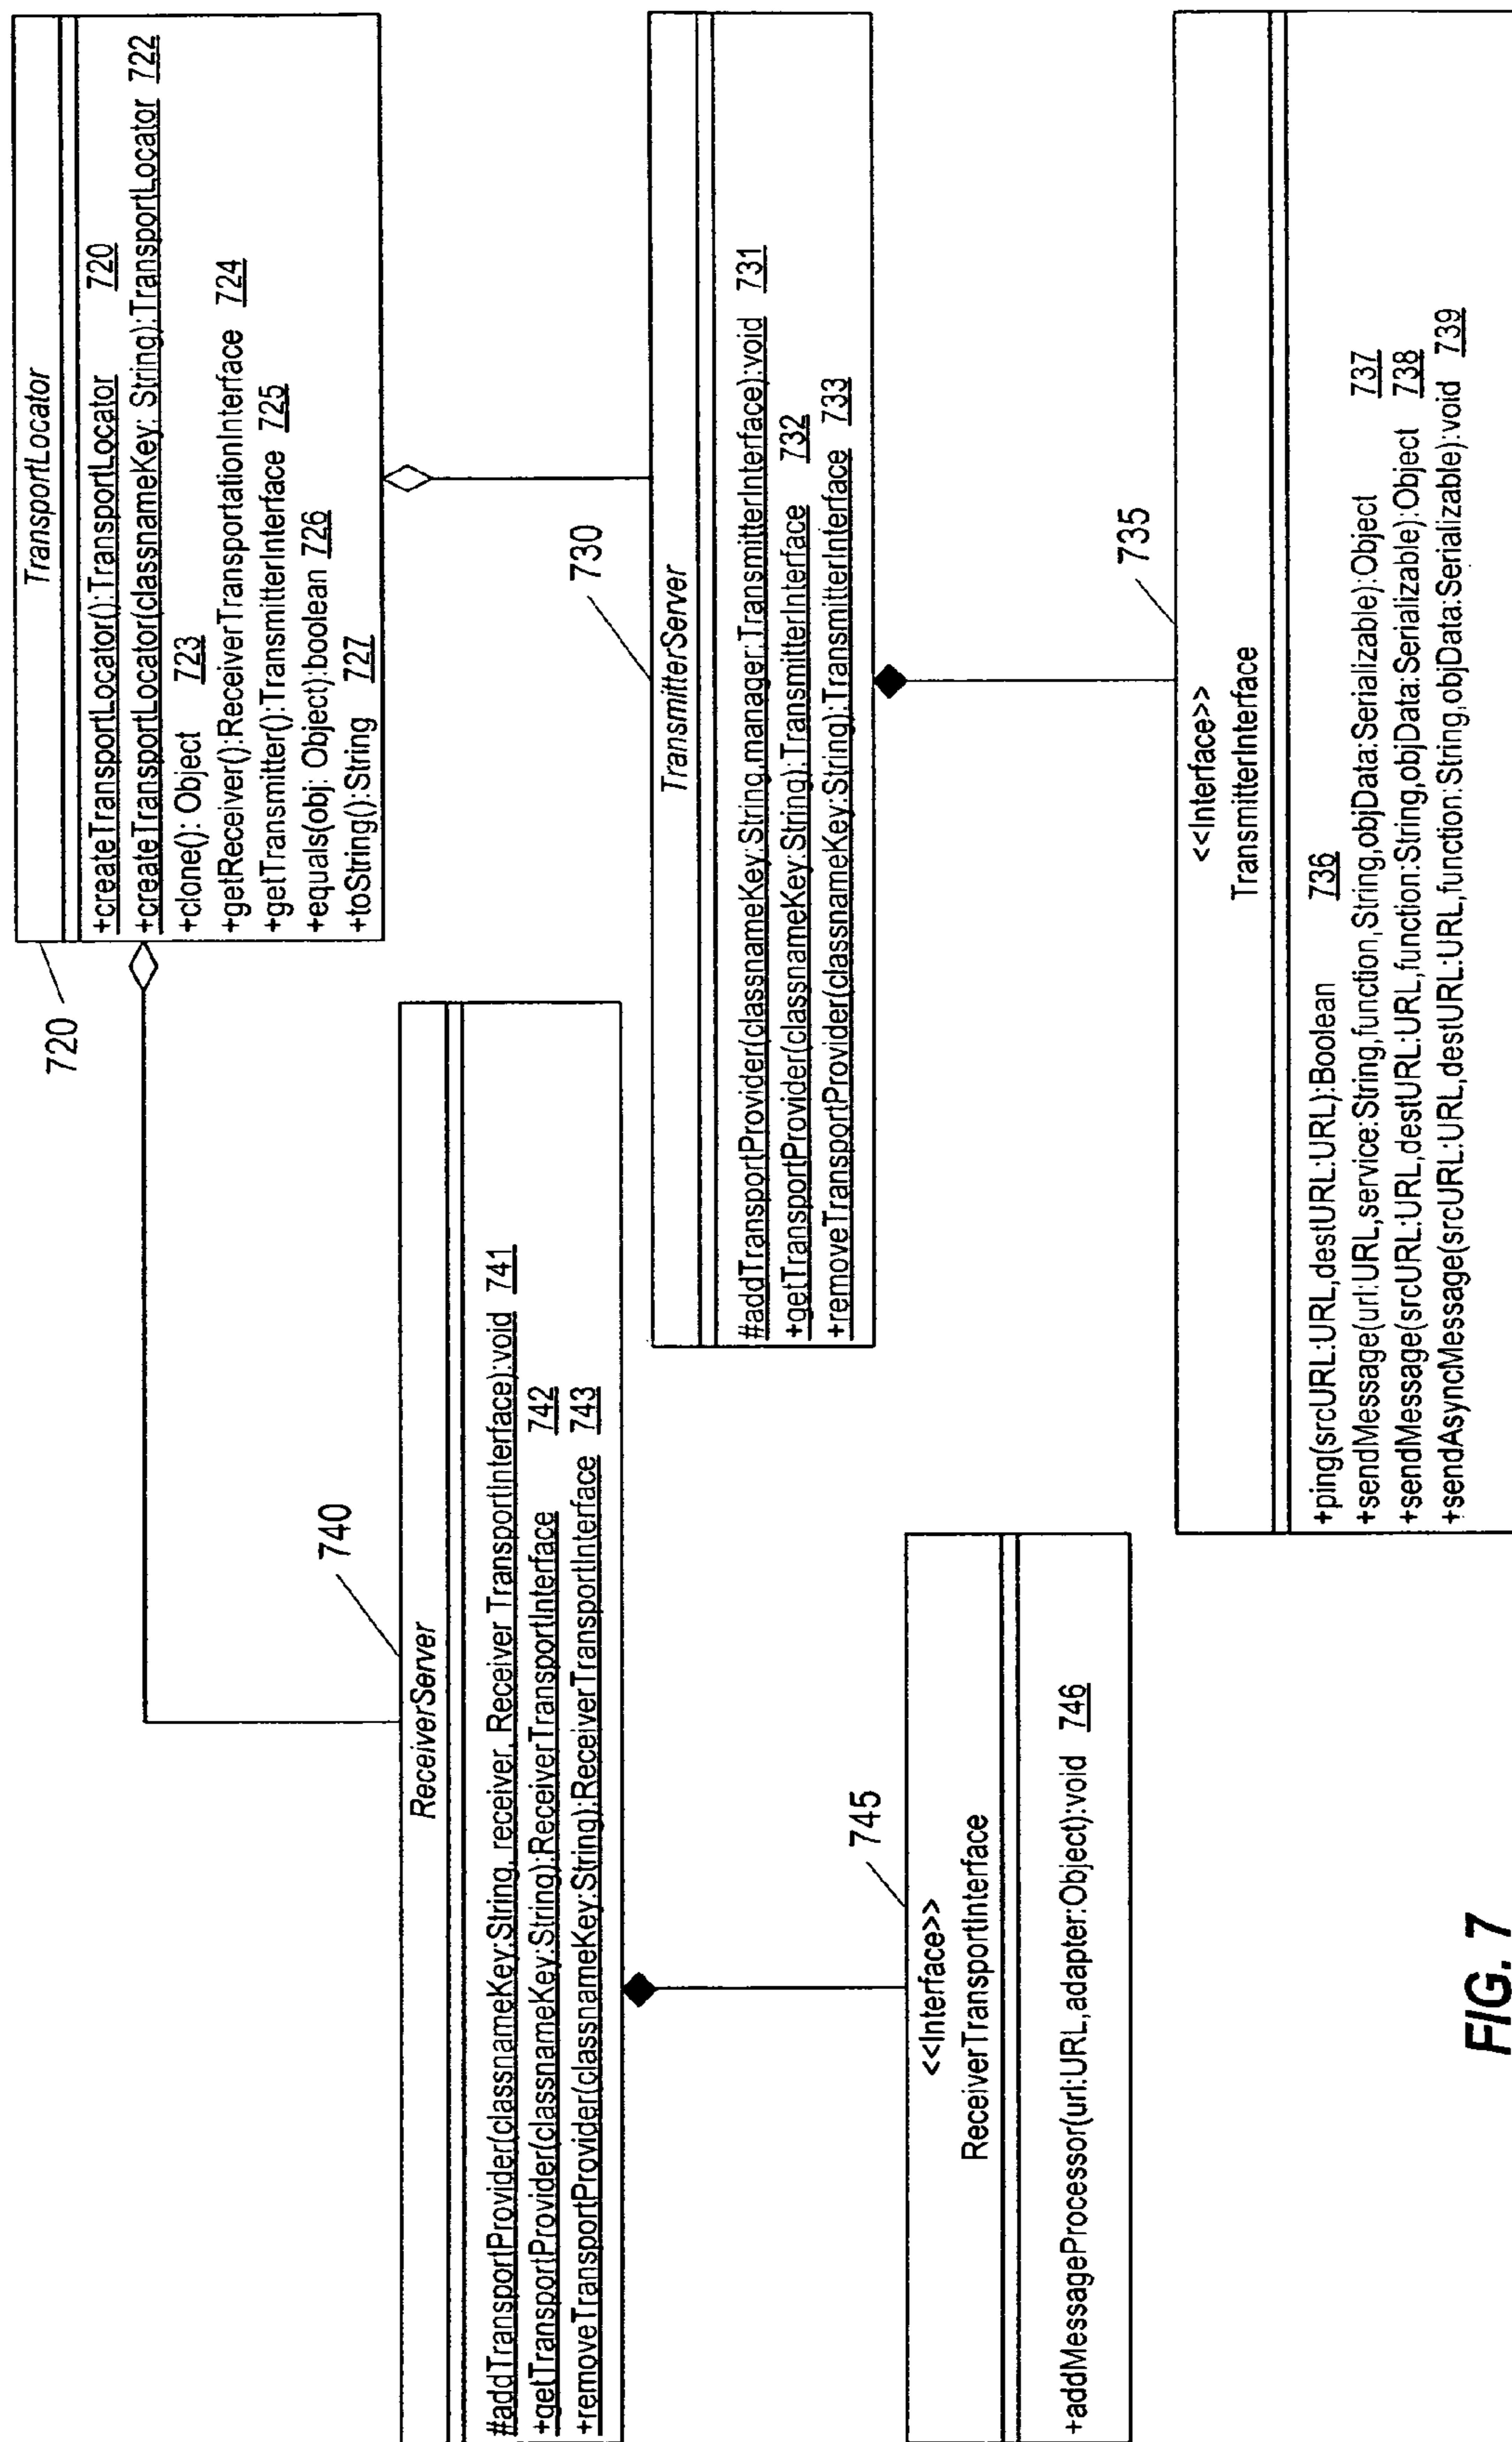 TransportLocator
720
+createTransportLocator():TransportLocator 720
+createTransportLocator(classnameKey: String):TransportLocator 722
+clone(): Object 723
+getReceiver():ReceiverTransportationInterface 724
+getTransmitter():TransmitterInterface 725
+equals(obj: Object):boolean 726
+toString():String 727
740
ReceiverServer
#addTransportProvider(classnameKey:String, receiver, Receiver TransportInterface):void 741
+getTransportProvider(classnameKey:String):ReceiverTransportInterface 742
+removeTransportProvider(classnameKey:String):ReceiverTransportInterface 743
730
TransmitterServer
#addTransportProvider(classnameKey:String,manager:TransmitterInterface):void 731
+getTransportProvider(classnameKey:String):TransmitterInterface 732
+removeTransportProvider(classnameKey:String):TransmitterInterface 733
745
<<Interface>>
ReceiverTransportInterface
+addMessageProcessor(url:URL,adapter:Object):void 746
735
<<Interface>>
TransmitterInterface
+ping(srcURL:URL,destURL:URL):Boolean 736
+sendMessage(url:URL,service:String,function,String,objData:Serializable):Object 737
+sendMessage(srcURL:URL,destURL:URL,function:String,objData:Serializable):Object 738
+sendAsyncMessage(srcURL:URL,destURL:URL,function:String,objData:Serializable):void 739
FIG. 7